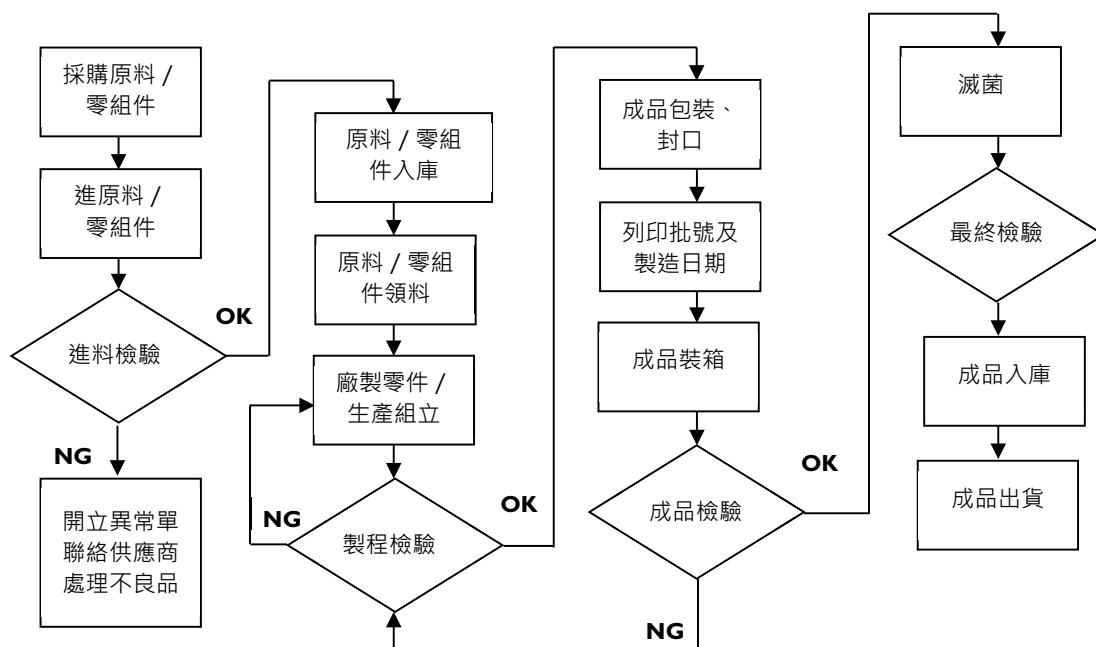 採購原料 /
零組件
進原料 /
零組件
進料檢驗
OK
NG
開立異常單
聯絡供應商
處理不良品
原料 / 零組
件入庫
原料 / 零組
件領料
廠製零件 /
生產組立
製程檢驗
NG
OK
成品包裝、
封口
列印批號及
製造日期
成品裝箱
成品檢驗
OK
NG
滅菌
最終檢驗
成品入庫
成品出貨